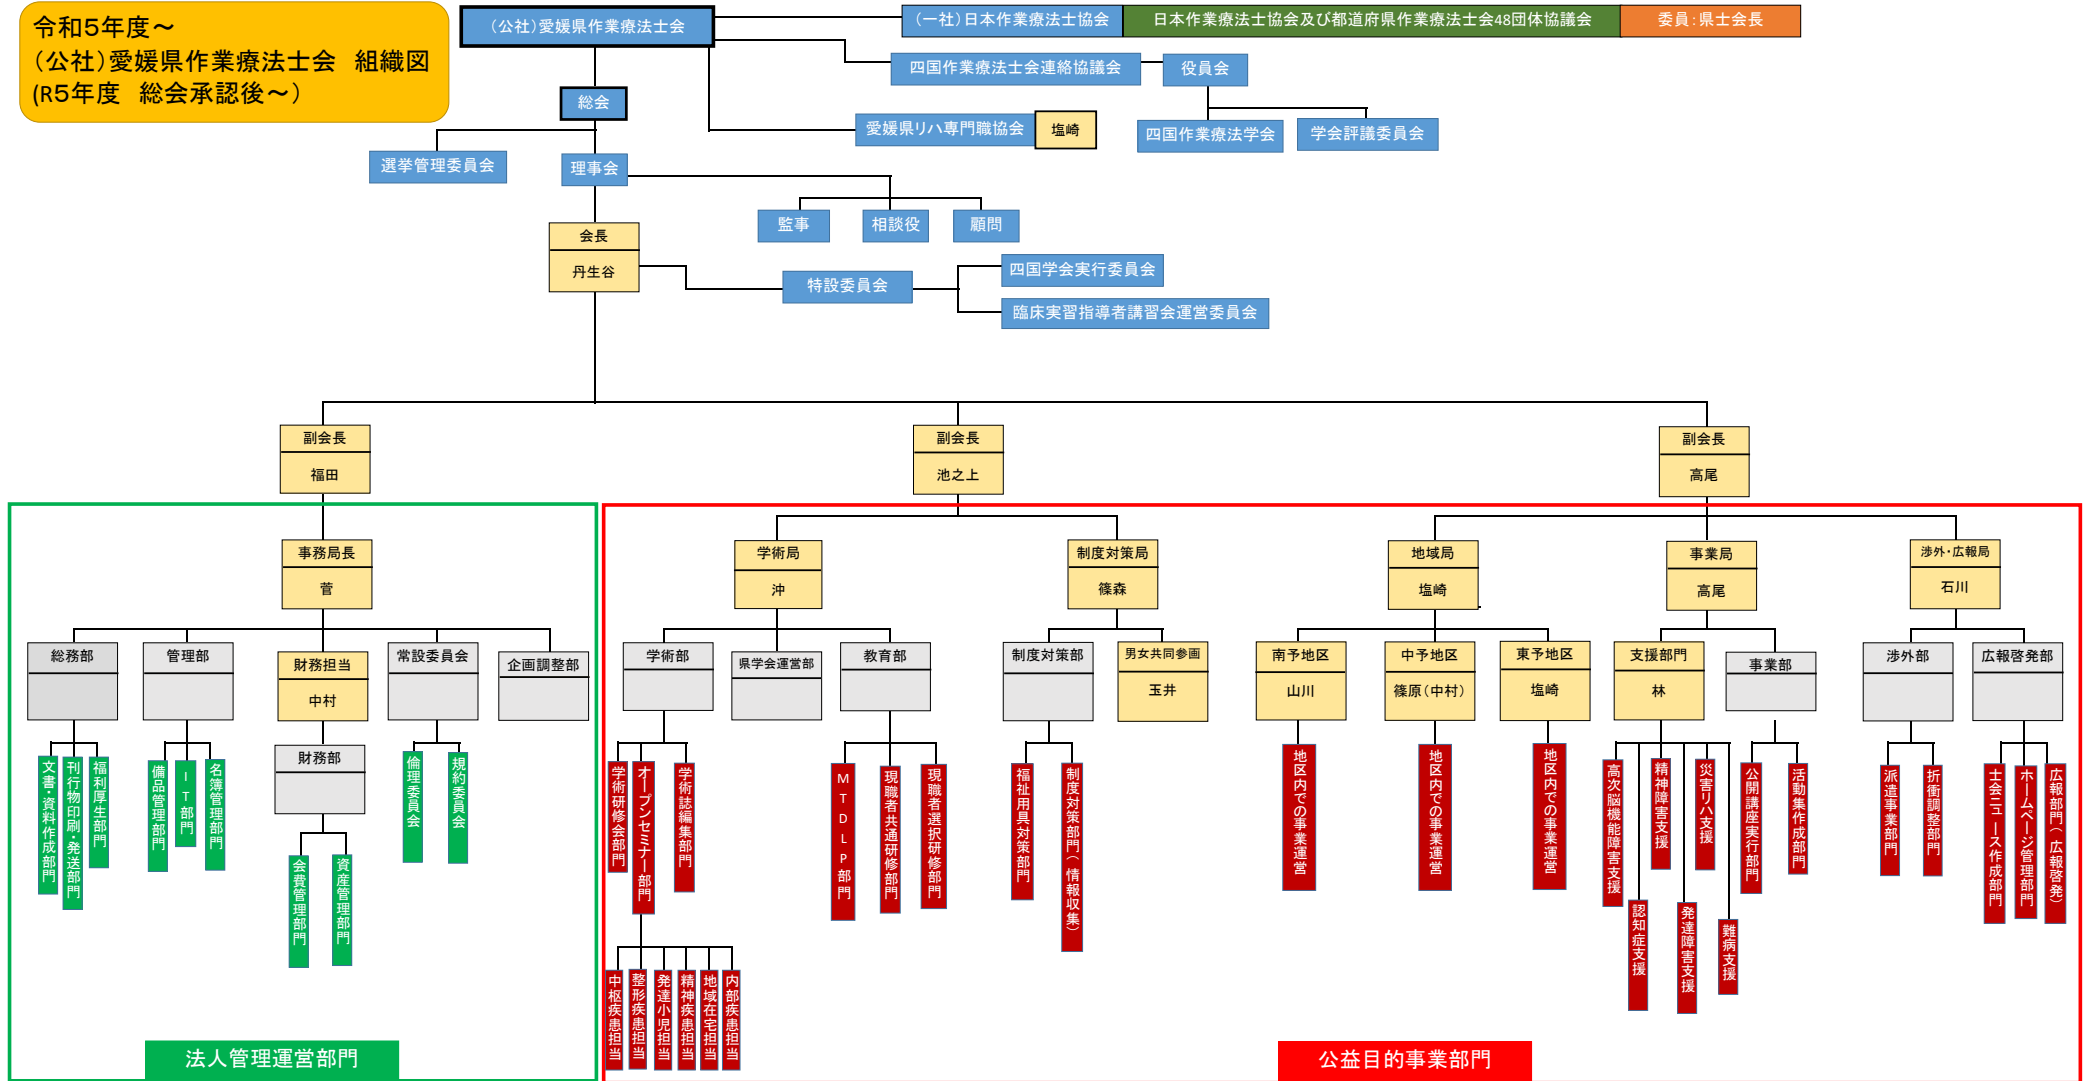 令和5年度～
（公社）愛媛県作業療法士会　組織図
(R5年度　総会承認後～）
（公社）愛媛県作業療法士会
（一社）日本作業療法士協会
日本作業療法士協会及び都道府県作業療法士会48団体協議会
委員：県士会長
四国作業療法士会連絡協議会
役員会
四国作業療法学会
学会評議委員会
愛媛県リハ専門職協会
塩崎
総会
選挙管理委員会
理事会
監事
相談役
顧問
会長
丹生谷
特設委員会
四国学会実行委員会
臨床実習指導者講習会運営委員会
副会長
福田
副会長
池之上
副会長
高尾
事務局長
菅
学術局
沖
制度対策局
篠森
地域局
塩崎
事業局
高尾
渉外・広報局
石川
総務部
管理部
財務担当
中村
常設委員会
企画調整部
財務部
学術部
県学会運営部
教育部
制度対策部
男女共同参画
玉井
南予地区
山川
中予地区
篠原（中村）
東予地区
塩崎
支援部門
林
事業部
渉外部
広報啓発部
文書・資料作成部門
刊行物印刷・発送部門
福利厚生部門
備品管理部門
IT部門
名簿管理部門
会費管理部門
資産管理部門
倫理委員会
規約委員会
学術研修会部門
オープンセミナー部門
学術誌編集部門
中枢疾患担当
整形疾患担当
発達小児担当
精神疾患担当
地域在宅担当
内部疾患担当
MTDLP部門
現職者共通研修部門
現職者選択研修部門
福祉用具対策部門
制度対策部門（情報収集）
地区内での事業運営
地区内での事業運営
地区内での事業運営
高次脳機能障害支援
認知症支援
精神障害支援
発達障害支援
災害リハ支援
難病支援
公開講座実行部門
活動集作成部門
派遣事業部門
折衝調整部門
士会ニュース作成部門
ホームページ管理部門
広報部門（広報啓発）
法人管理運営部門
公益目的事業部門